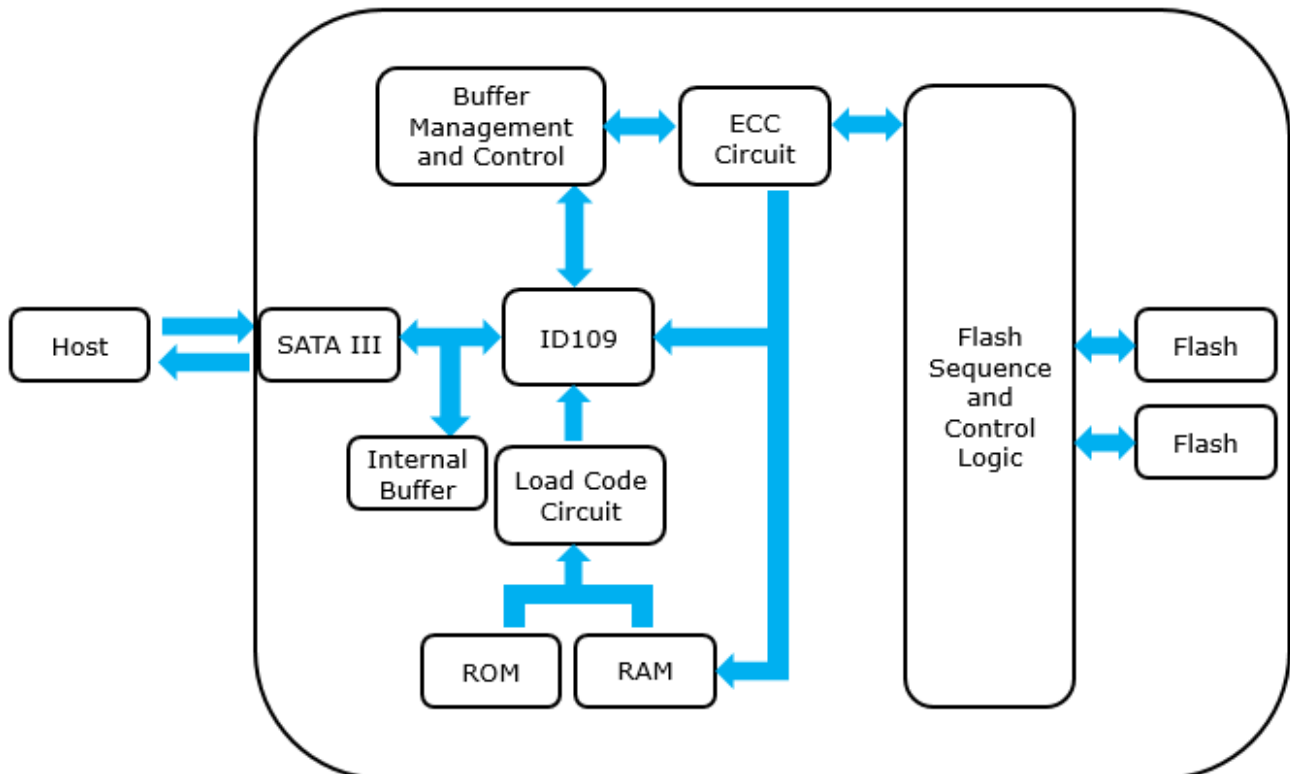 Buffer
Management
and Control
ECC
Circuit
Host
SATA III
ID109
Flash
Sequence
and
Control
Logic
Flash
Flash
Internal
Buffer
Load Code
Circuit
ROM
RAM